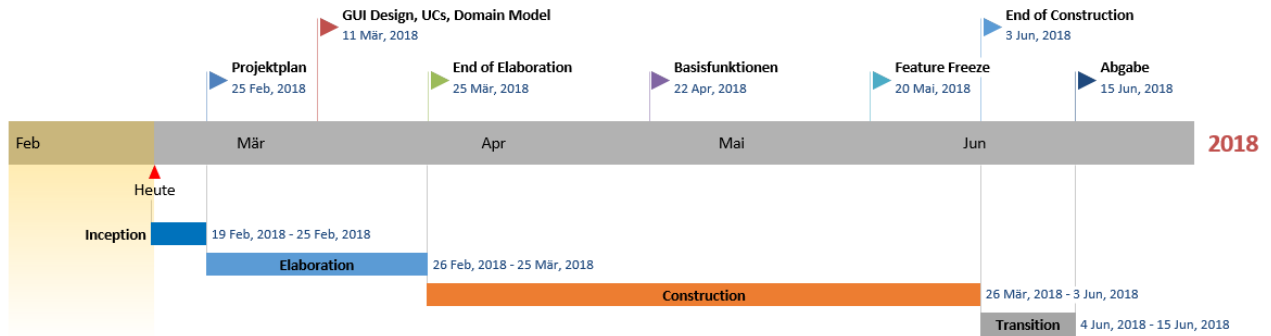 GUI Design, UCs, Domain Model
11 Mär, 2018
End of Construction
3 Jun, 2018
Projektplan
25 Feb, 2018
End of Elaboration
25 Mär, 2018
Basisfunktionen
22 Apr, 2018
Feature Freeze
20 Mai, 2018
Abgabe
15 Jun, 2018
Feb Mär Apr Mai Jun 2018
Heute
Inception 19 Feb, 2018 - 25 Feb, 2018
Elaboration 26 Feb, 2018 - 25 Mär, 2018
Construction 26 Mär, 2018 - 3 Jun, 2018
Transition 4 Jun, 2018 - 15 Jun, 2018